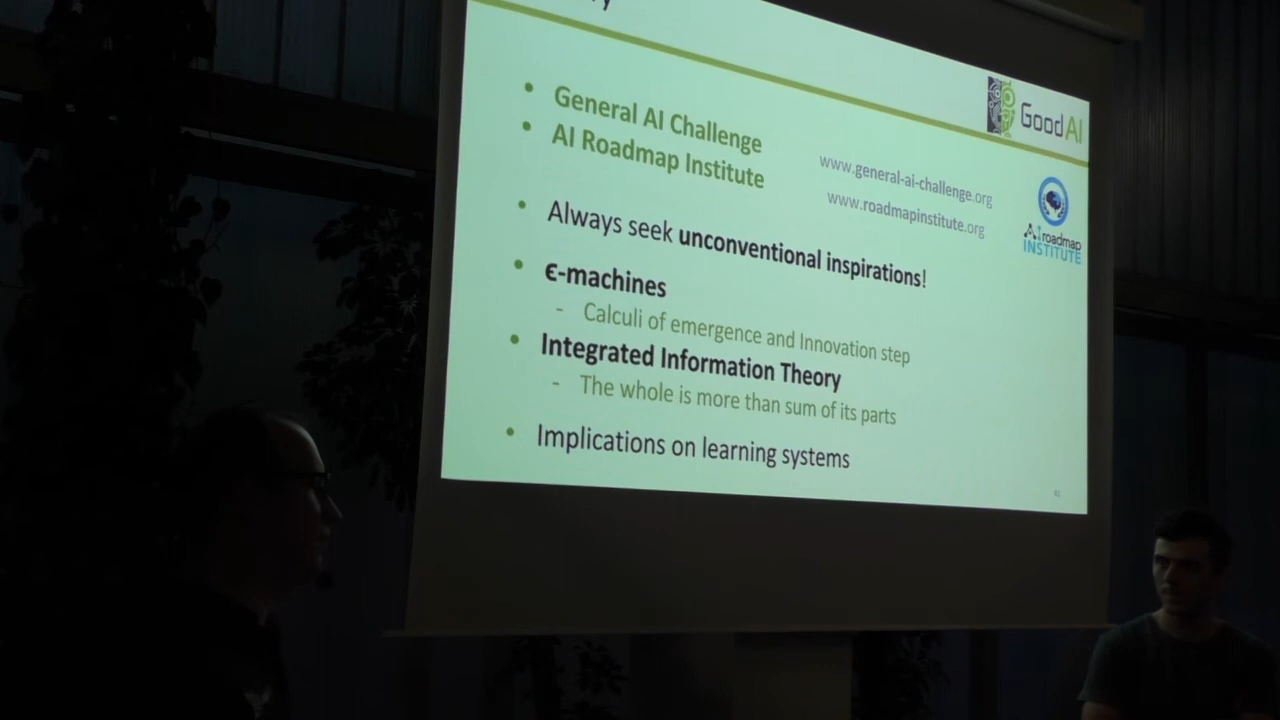 GoodAI
General AI Challenge
AI Roadmap Institute
www.general-ai-challenge.org
www.roadmapinstitute.org
AI roadmap
INSTITUTE
Always seek unconventional inspirations!
ϵ-machines
- Calculi of emergence and Innovation step
Integrated Information Theory
- The whole is more than sum of its parts
Implications on learning systems